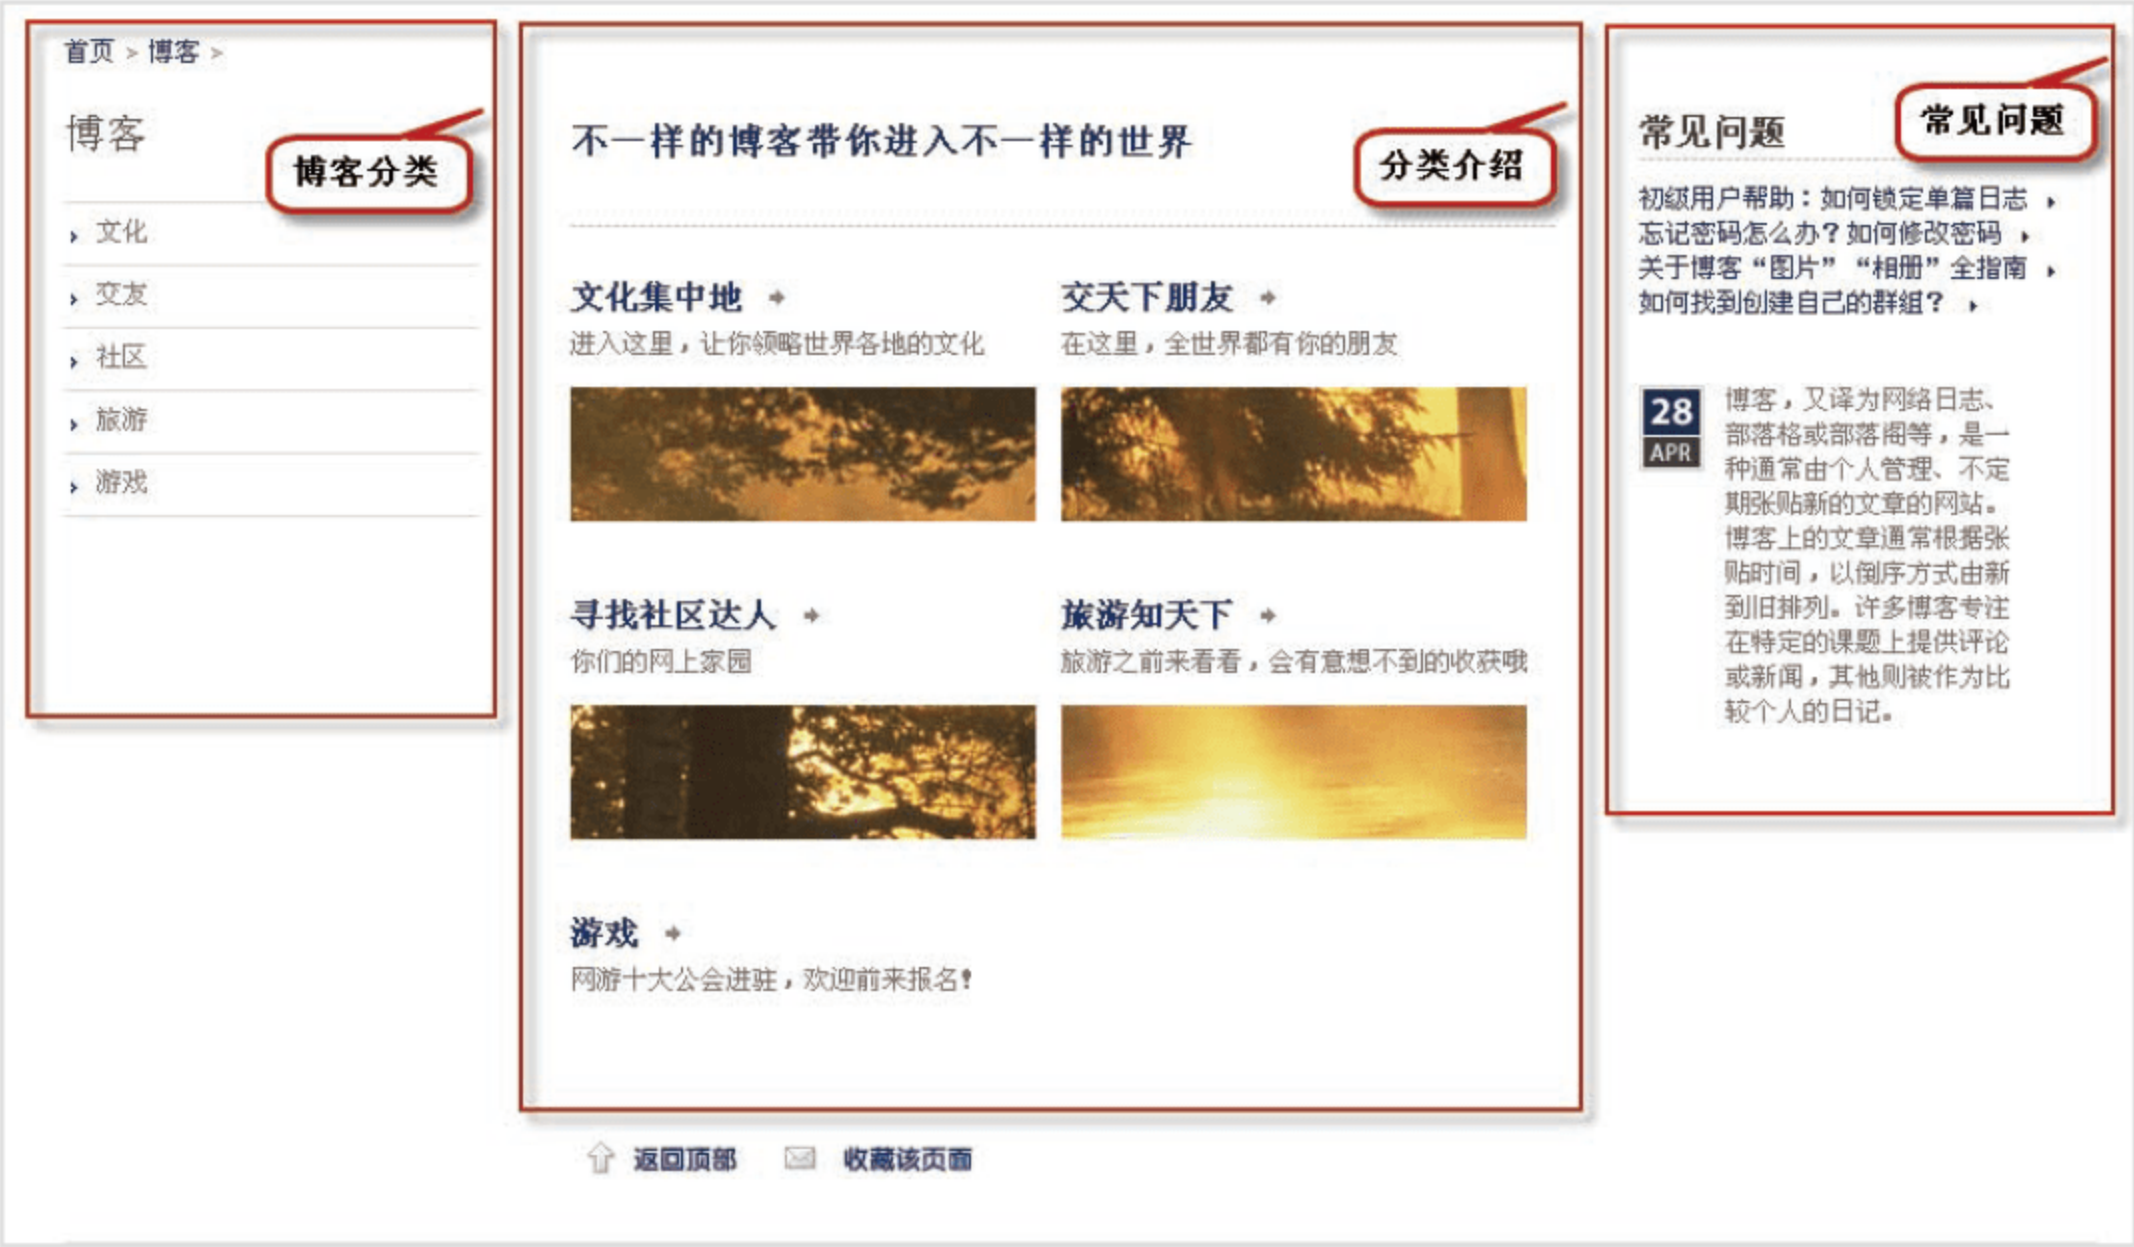 首页 > 博客 >
博客
博客分类
文化
交友
社区
旅游
游戏
不一样的博客带你进入不一样的世界
分类介绍
文化集中地
进入这里，让你领略世界各地的文化
交天下朋友
在这里，全世界都有你的朋友
寻找社区达人
你们的网上家园
旅游知天下
旅游之前来看看，会有意想不到的收获哦
游戏
网游十大公会进驻，欢迎前来报名！
返回顶部 收藏该页面
常见问题
常见问题
初级用户帮助：如何锁定单篇日志
忘记密码怎么办？如何修改密码
关于博客“图片”“相册”全指南
如何找到创建自己的群组？
28
APR
博客，又译为网络日志、
部落格或部落阁等，是一
种通常由个人管理、不定
期张贴新的文章的网站。
博客上的文章通常根据张
贴时间，以倒序方式由新
到旧排列。许多博客专注
在特定的课题上提供评论
或新闻，其他则被作为比
较个人的日记。